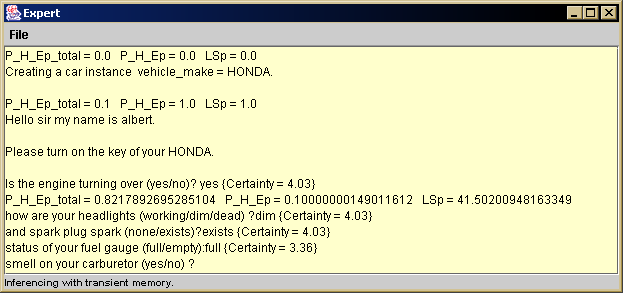 Expert
File
P_H_Ep_total = 0.0 P_H_Ep = 0.0 LSp = 0.0
Creating a car instance vehicle_make = HONDA.
P_H_Ep_total = 0.1 P_H_Ep = 1.0 LSp = 1.0
Hello sir my name is albert.
Please turn on the key of your HONDA.
Is the engine turning over (yes/no)? yes {Certainty = 4.03}
P_H_Ep_total = 0.8217892695285104 P_H_Ep = 0.10000000149011612 LSp = 41.50200948163349
how are your headlights (working/dim/dead) ?dim {Certainty = 4.03}
and spark plug spark (none/exists)?exists {Certainty = 4.03}
status of your fuel gauge (full/empty):full {Certainty = 3.36}
smell on your carburetor (yes/no) ?
Inferencing with transient memory.